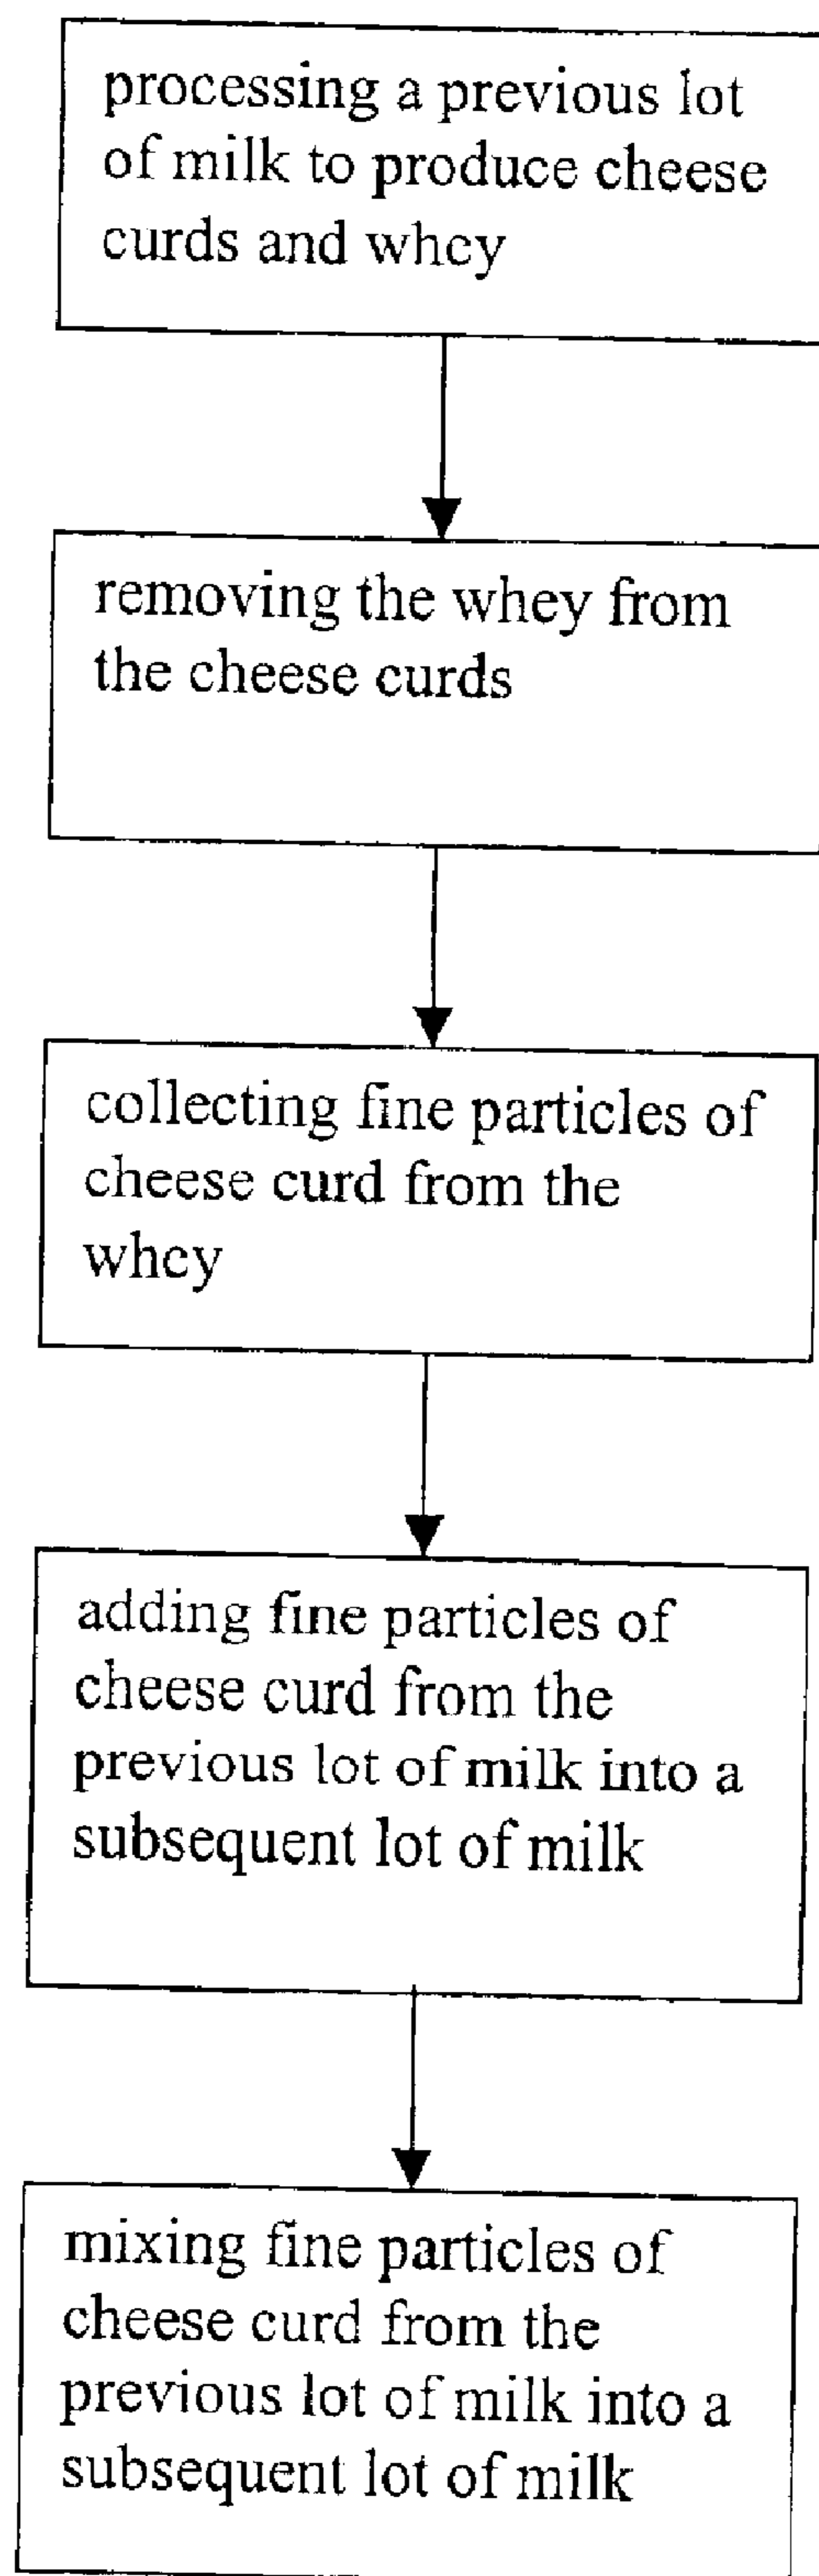 processing a previous lot
of milk to produce cheese
curds and whey
removing the whey from
the cheese curds
collecting fine particles of
cheese curd from the
whey
adding fine particles of
cheese curd from the
previous lot of milk into a
subsequent lot of milk
mixing fine particles of
cheese curd from the
previous lot of milk into a
subsequent lot of milk